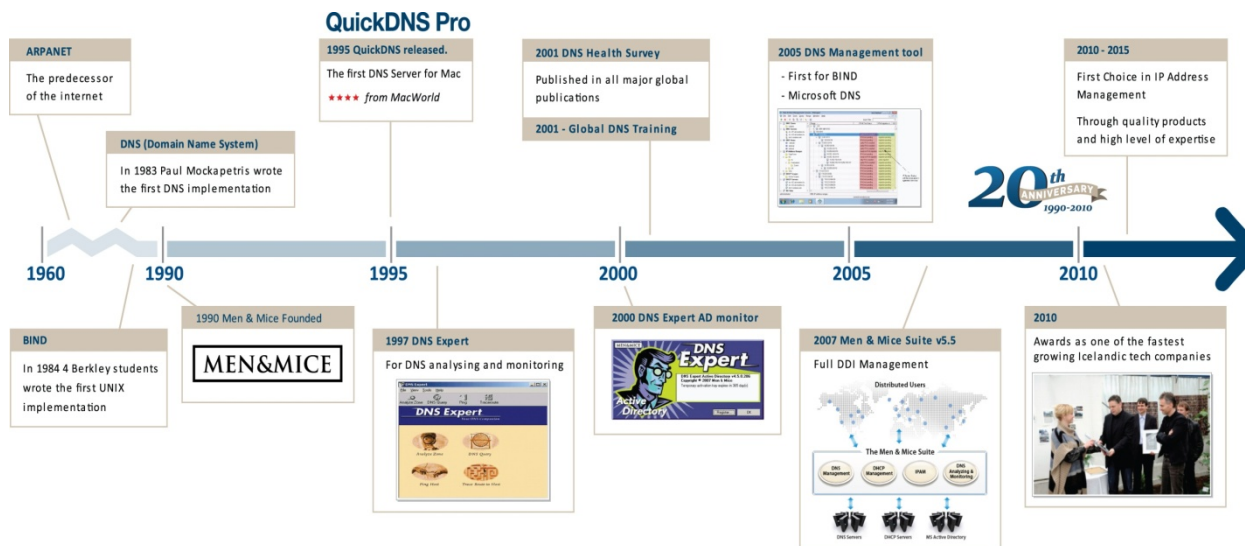 QuickDNS Pro
ARPANET
The predecessor
of the internet
DNS (Domain Name System)
In 1983 Paul Mockapetris wrote
the first DNS implementation
1995 QuickDNS released.
The first DNS Server for Mac
★★★★ from MacWorld
2001 DNS Health Survey
Published in all major global
publications
2001 - Global DNS Training
2005 DNS Management tool
- First for BIND
- Microsoft DNS
2010 - 2015
First Choice in IP Address
Management
Through quality products
and high level of expertise
20th
ANNIVERSARY
1990-2010
1960
1990
1995
2000
2005
2010
BIND
In 1984 4 Berkley students
wrote the first UNIX
implementation
1990 Men & Mice Founded
MEN&MICE
1997 DNS Expert
For DNS analysing and monitoring
DNS Expert
DNS Expert
Analyze Zone
DNS Query
2000 DNS Expert AD monitor
MEN&MICE
DNS
Expert
Active
Directory
2007 Men & Mice Suite v5.5
Full DDI Management
Distributed Users
The Men & Mice Suite
DNS
Management
DHCP
Management
IPAM
DNS
Analyzing &
Monitoring
DNS Servers
DHCP Servers
MS Active Directory
2010
Awards as one of the fastest
growing Icelandic tech companies